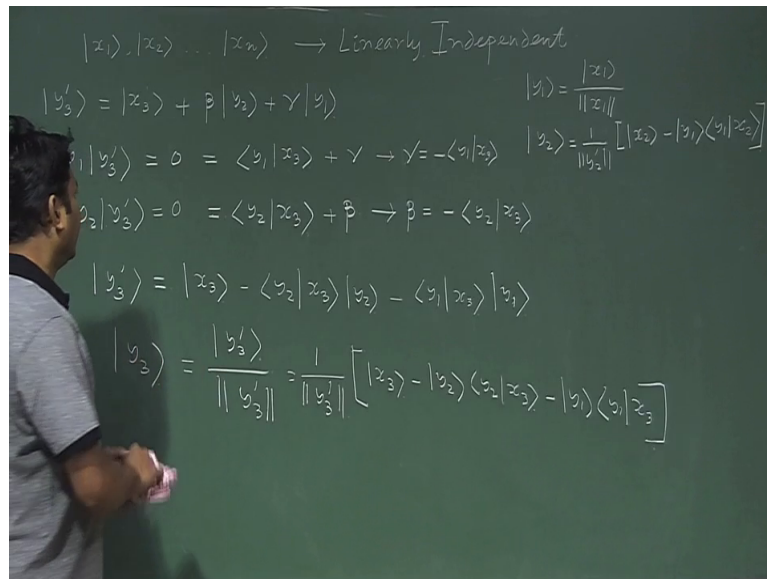 |x₁⟩, |x₂⟩ ... |xₙ⟩ → Linearly Independent
|y₃'⟩ = |x₃⟩ + β|y₂⟩ + γ|y₁⟩
|y₁⟩ = |x₁⟩ / ||x₁||
|y₂⟩ = 1/||y₂'|| [|x₂⟩ - |y₁⟩⟨y₁|x₂⟩]
y₁|y₃'⟩ = 0 = ⟨y₁|x₃⟩ + γ → γ = -⟨y₁|x₃⟩
y₂|y₃'⟩ = 0 = ⟨y₂|x₃⟩ + β → β = -⟨y₂|x₃⟩
|y₃'⟩ = |x₃⟩ - ⟨y₂|x₃⟩|y₂⟩ - ⟨y₁|x₃⟩|y₁⟩
|y₃⟩ = |y₃'⟩ / ||y₃'|| = 1/||y₃'|| [|x₃⟩ - |y₂⟩⟨y₂|x₃⟩ - |y₁⟩⟨y₁|x₃]